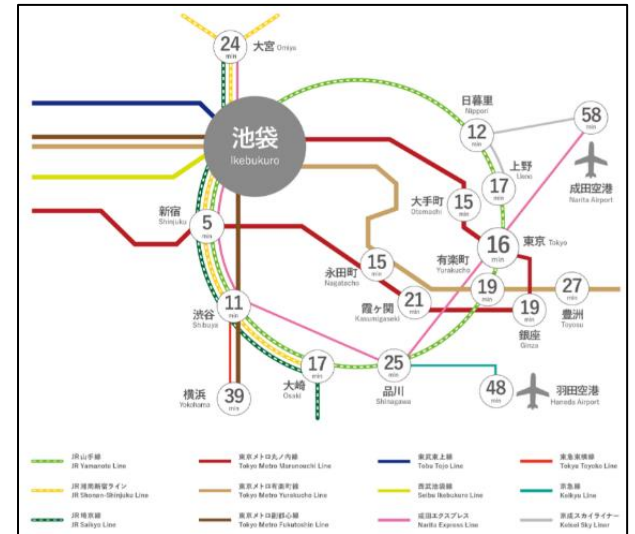 24
min
大宮 Omiya
池袋
Ikebukuro
日暮里
Nippori
12
min
58
min
成田空港
Narita Airport
上野
Ueno
17
min
大手町
Otemachi
15
min
新宿
Shinjuku
5
min
16
min
東京 Tokyo
有楽町
Yurakucho
永田町
Nagatacho
15
min
19
min
27
min
豊洲
Toyosu
霞ヶ関
Kasumigaseki
21
min
19
min
銀座
Ginza
渋谷
Shibuya
11
min
17
min
大崎
Osaki
25
min
品川
Shinagawa
48
min
羽田空港
Haneda Airport
横浜
Yokohama
39
min
JR山手線
JR Yamanote Line
東京メトロ丸ノ内線
Tokyo Metro Marunouchi Line
東武東上線
Tobu Tojo Line
東急東横線
Tokyu Toyoko Line
JR湘南新宿ライン
JR Shonan-Shinjuku Line
東京メトロ有楽町線
Tokyo Metro Yurakucho Line
西武池袋線
Seibu Ikebukuro Line
京急線
Keikyu Line
JR埼京線
JR Saikyo Line
東京メトロ副都心線
Tokyo Metro Fukutoshin Line
成田エクスプレス
Narita Express Line
京成スカイライナー
Keisei Sky Liner